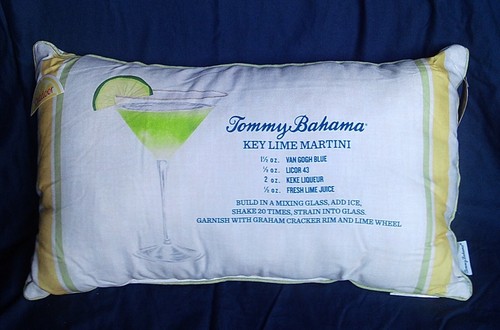 Tommy Bahama
KEY LIME MARTINI
1½ oz. VAN GOGH BLUE
½ oz. LICOR 43
2 oz. KEKE LIQUEUR
½ oz. FRESH LIME JUICE
BUILD IN A MIXING GLASS, ADD ICE,
SHAKE 20 TIMES, STRAIN INTO GLASS.
GARNISH WITH GRAHAM CRACKER RIM AND LIME WHEEL
Tommy Bahama